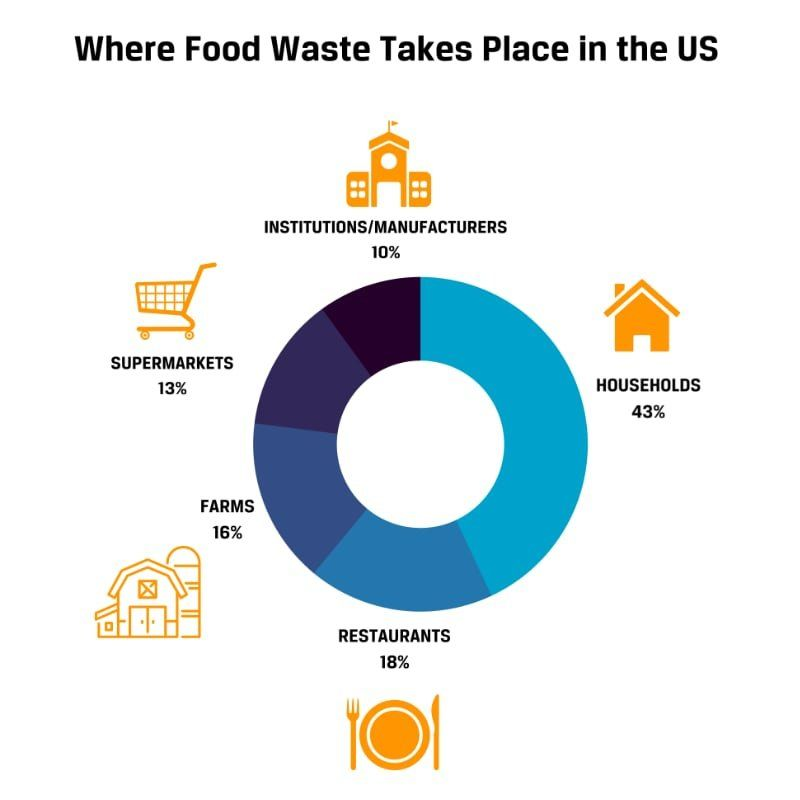 Where Food Waste Takes Place in the US
INSTITUTIONS/MANUFACTURERS
10%
SUPERMARKETS
13%
HOUSEHOLDS
43%
FARMS
16%
RESTAURANTS
18%